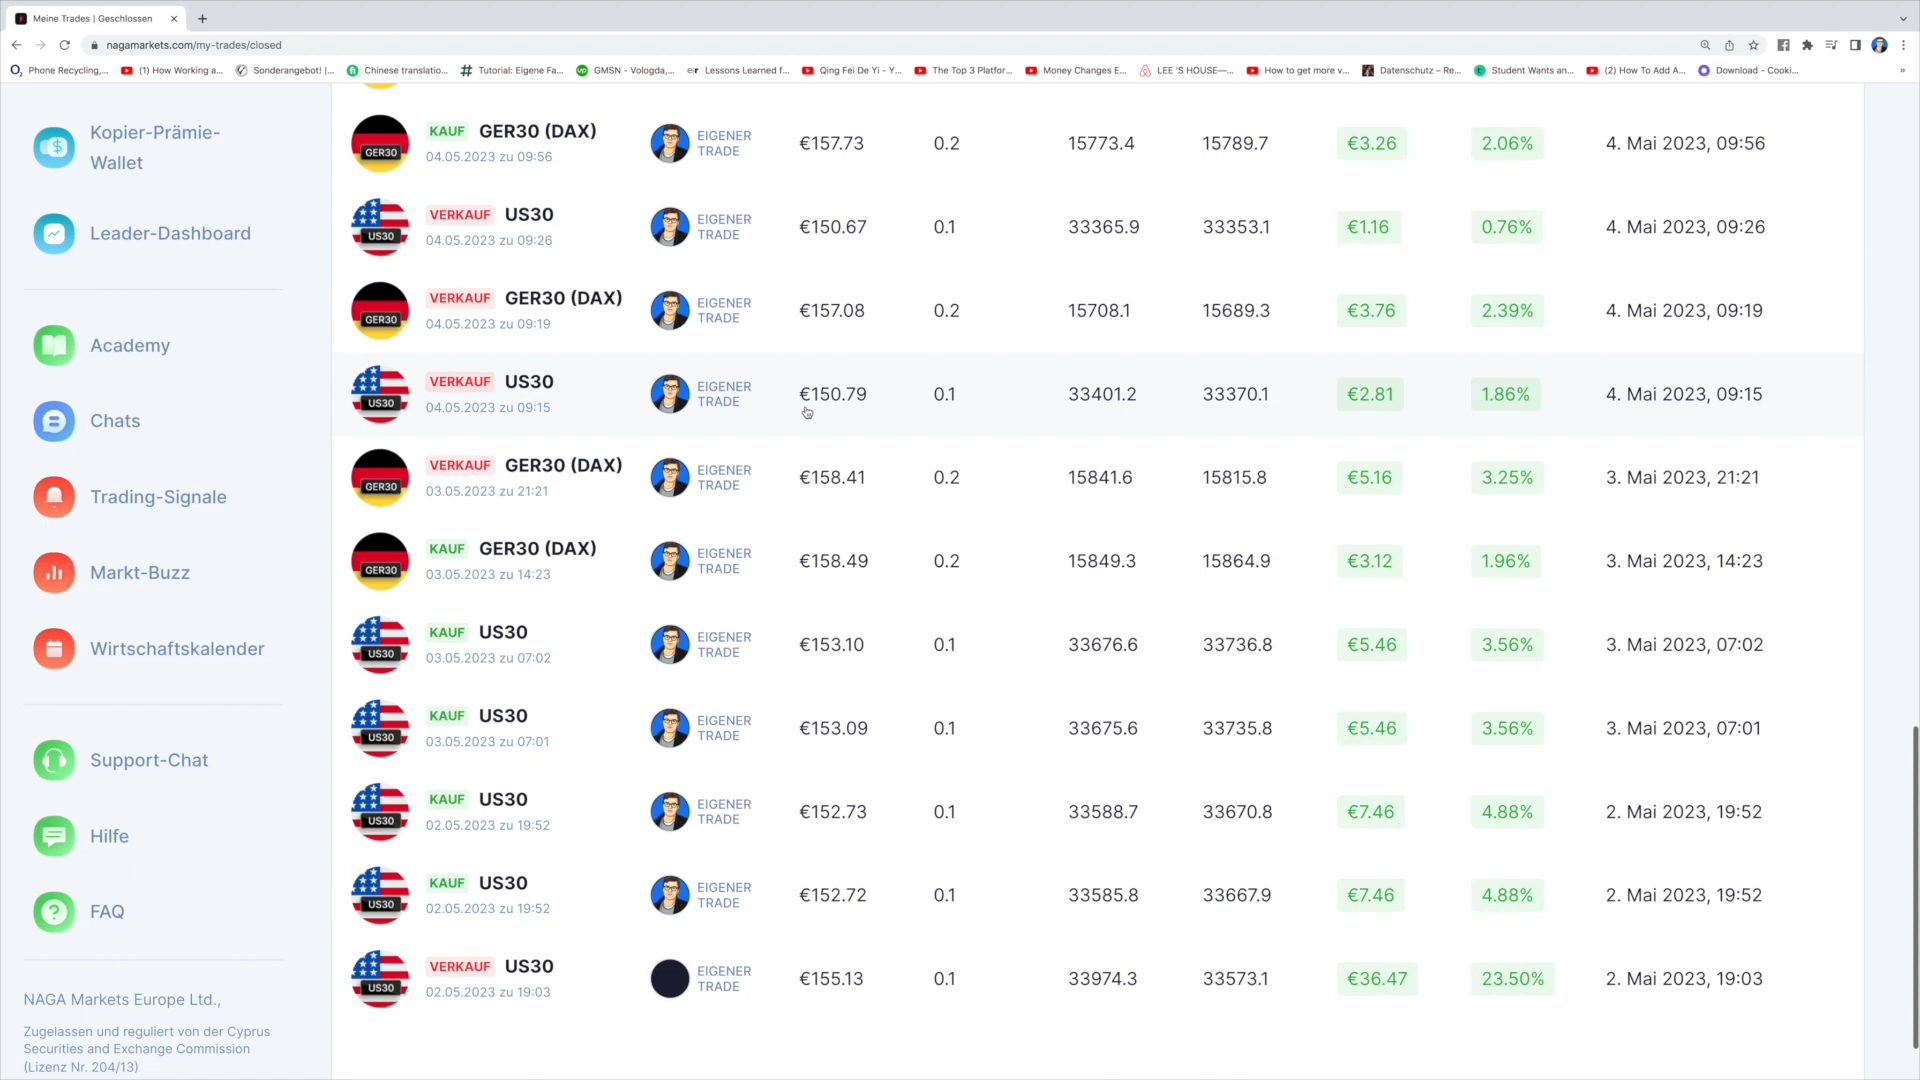 Meine Trades | Geschlossen
nagamarkets.com/my-trades/closed
Phone Recycling,... (1) How Working a... Sonderangebot! |... Chinese translatio... Tutorial: Eigene Fa... GMSN - Vologda,... Lessons Learned f... Qing Fei De Yi - Y... The Top 3 Platfor... Money Changes E... LEE 'S HOUSE—... How to get more v... Datenschutz – Re... Student Wants an... (2) How To Add A... Download - Cooki...
Kopier-Prämie-
Wallet
Leader-Dashboard
Academy
Chats
Trading-Signale
Markt-Buzz
Wirtschaftskalender
Support-Chat
Hilfe
FAQ
NAGA Markets Europe Ltd.,
Zugelassen und reguliert von der Cyprus
Securities and Exchange Commission
(Lizenz Nr. 204/13)
GER30 KAUF GER30 (DAX) EIGENER TRADE €157.73 0.2 15773.4 15789.7 €3.26 2.06% 4. Mai 2023, 09:56
04.05.2023 zu 09:56
US30 VERKAUF US30 EIGENER TRADE €150.67 0.1 33365.9 33353.1 €1.16 0.76% 4. Mai 2023, 09:26
04.05.2023 zu 09:26
GER30 VERKAUF GER30 (DAX) EIGENER TRADE €157.08 0.2 15708.1 15689.3 €3.76 2.39% 4. Mai 2023, 09:19
04.05.2023 zu 09:19
US30 VERKAUF US30 EIGENER TRADE €150.79 0.1 33401.2 33370.1 €2.81 1.86% 4. Mai 2023, 09:15
04.05.2023 zu 09:15
GER30 VERKAUF GER30 (DAX) EIGENER TRADE €158.41 0.2 15841.6 15815.8 €5.16 3.25% 3. Mai 2023, 21:21
03.05.2023 zu 21:21
GER30 KAUF GER30 (DAX) EIGENER TRADE €158.49 0.2 15849.3 15864.9 €3.12 1.96% 3. Mai 2023, 14:23
03.05.2023 zu 14:23
US30 KAUF US30 EIGENER TRADE €153.10 0.1 33676.6 33736.8 €5.46 3.56% 3. Mai 2023, 07:02
03.05.2023 zu 07:02
US30 KAUF US30 EIGENER TRADE €153.09 0.1 33675.6 33735.8 €5.46 3.56% 3. Mai 2023, 07:01
03.05.2023 zu 07:01
US30 KAUF US30 EIGENER TRADE €152.73 0.1 33588.7 33670.8 €7.46 4.88% 2. Mai 2023, 19:52
02.05.2023 zu 19:52
US30 KAUF US30 EIGENER TRADE €152.72 0.1 33585.8 33667.9 €7.46 4.88% 2. Mai 2023, 19:52
02.05.2023 zu 19:52
US30 VERKAUF US30 EIGENER TRADE €155.13 0.1 33974.3 33573.1 €36.47 23.50% 2. Mai 2023, 19:03
02.05.2023 zu 19:03